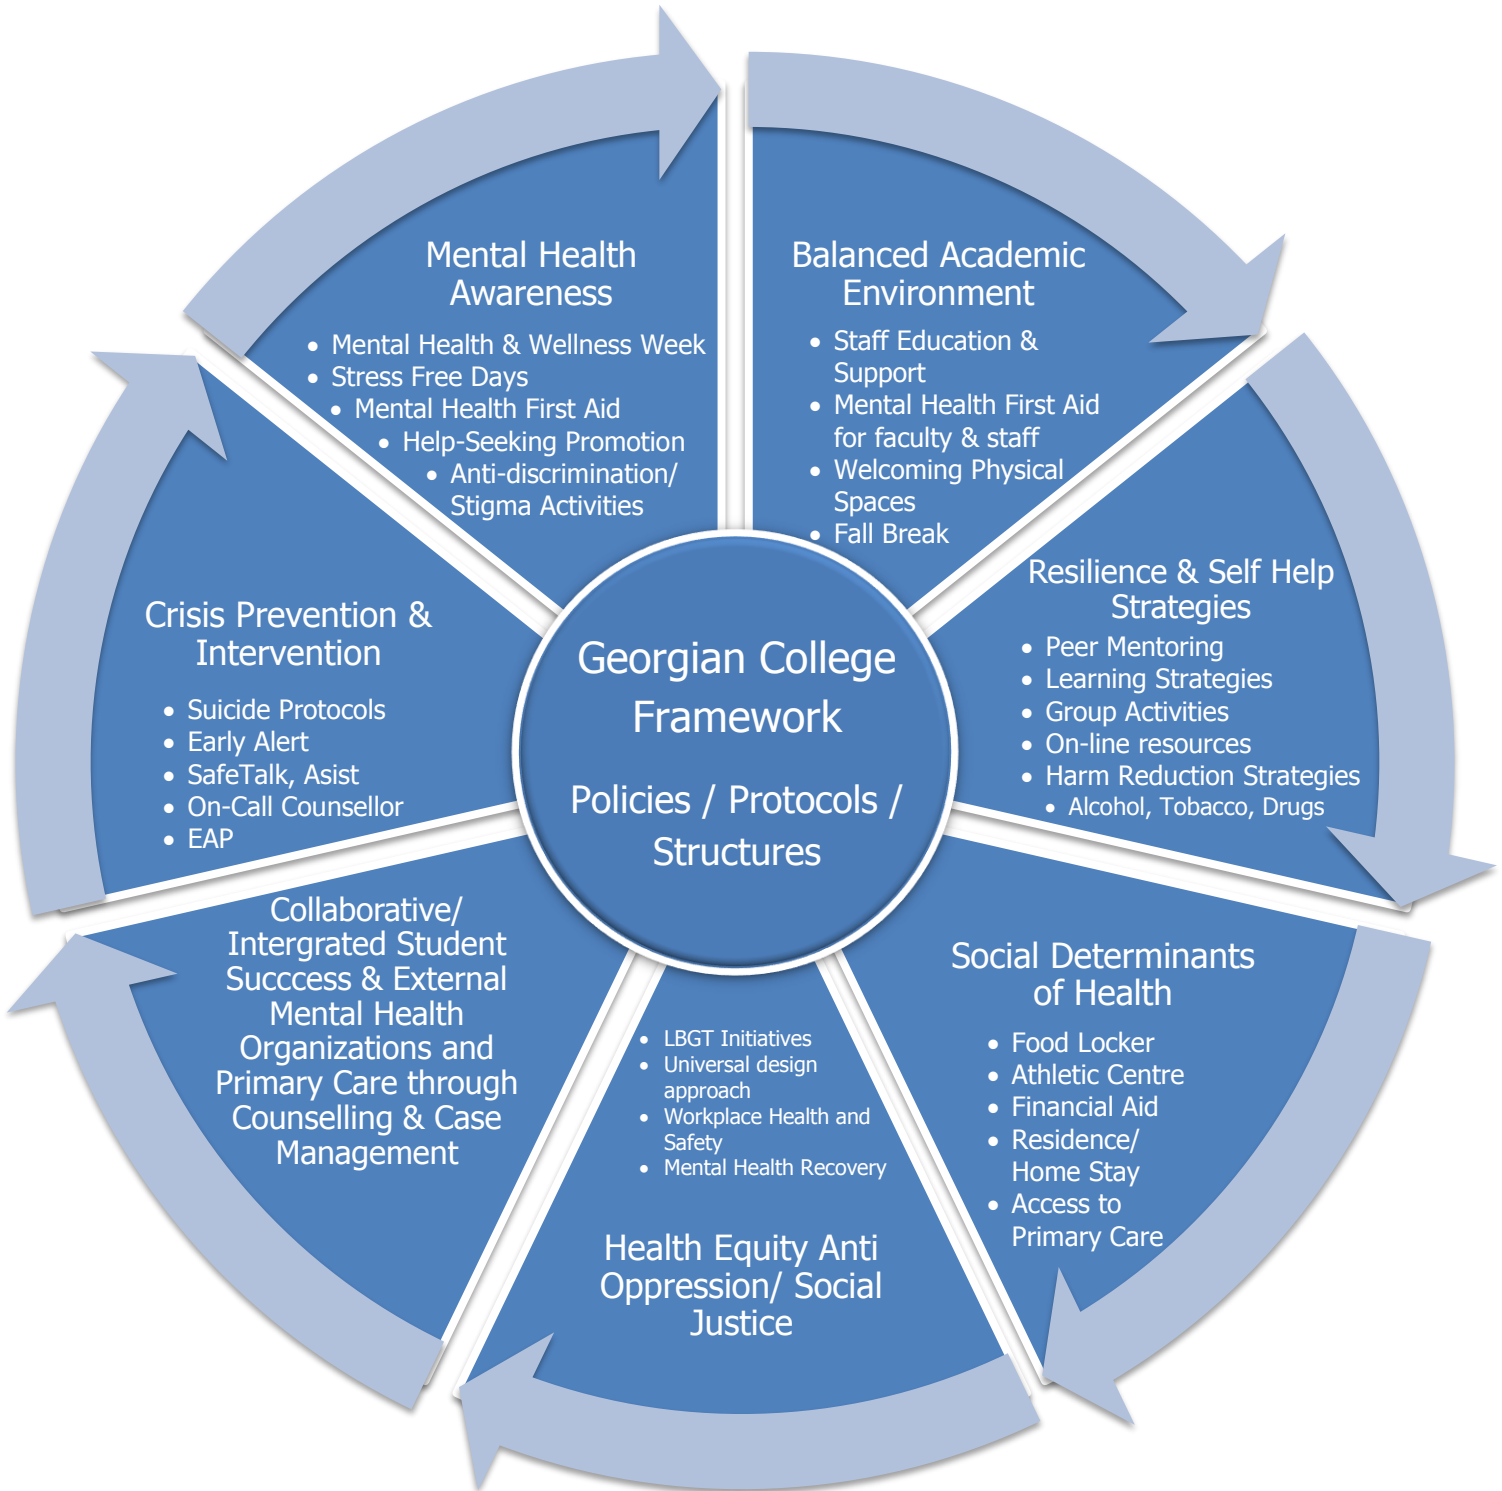 Mental Health
Awareness
• Mental Health & Wellness Week
• Stress Free Days
• Mental Health First Aid
• Help-Seeking Promotion
• Anti-discrimination/
Stigma Activities
Balanced Academic
Environment
• Staff Education &
Support
• Mental Health First Aid
for faculty & staff
• Welcoming Physical
Spaces
• Fall Break
Resilience & Self Help
Strategies
• Peer Mentoring
• Learning Strategies
• Group Activities
• On-line resources
• Harm Reduction Strategies
• Alcohol, Tobacco, Drugs
Social Determinants
of Health
• Food Locker
• Athletic Centre
• Financial Aid
• Residence/
Home Stay
• Access to
Primary Care
• LBGT Initiatives
• Universal design
approach
• Workplace Health and
Safety
• Mental Health Recovery
Health Equity Anti
Oppression/ Social
Justice
Collaborative/
Intergrated Student
Succcess & External
Mental Health
Organizations and
Primary Care through
Counselling & Case
Management
Crisis Prevention &
Intervention
• Suicide Protocols
• Early Alert
• SafeTalk, Asist
• On-Call Counsellor
• EAP
Georgian College
Framework
Policies / Protocols /
Structures